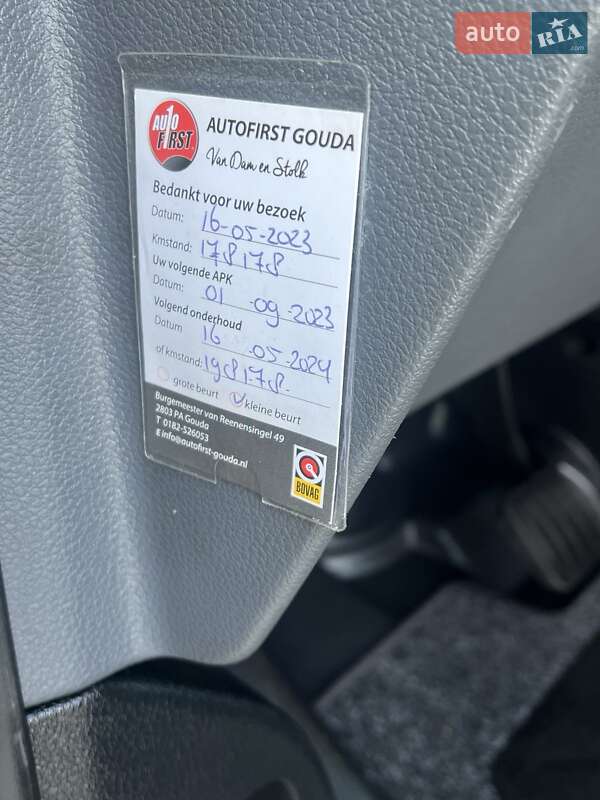 auto RIA.com
AUTO
FIRST
AUTOFIRST GOUDA
Van Dam en Stolk
Bedankt voor uw bezoek
Datum: 16-05-2023
Kmstand: 178178
Uw volgende APK
Datum: 01-09-2023
Volgend onderhoud
Datum 16-05-2024
of kmstand: 198178-
grote beurt kleine beurt
Burgemeester van Reenensingel 49
2803 PA Gouda
T 0182-526053
E info@autofirst-gouda.nl
BOVAG